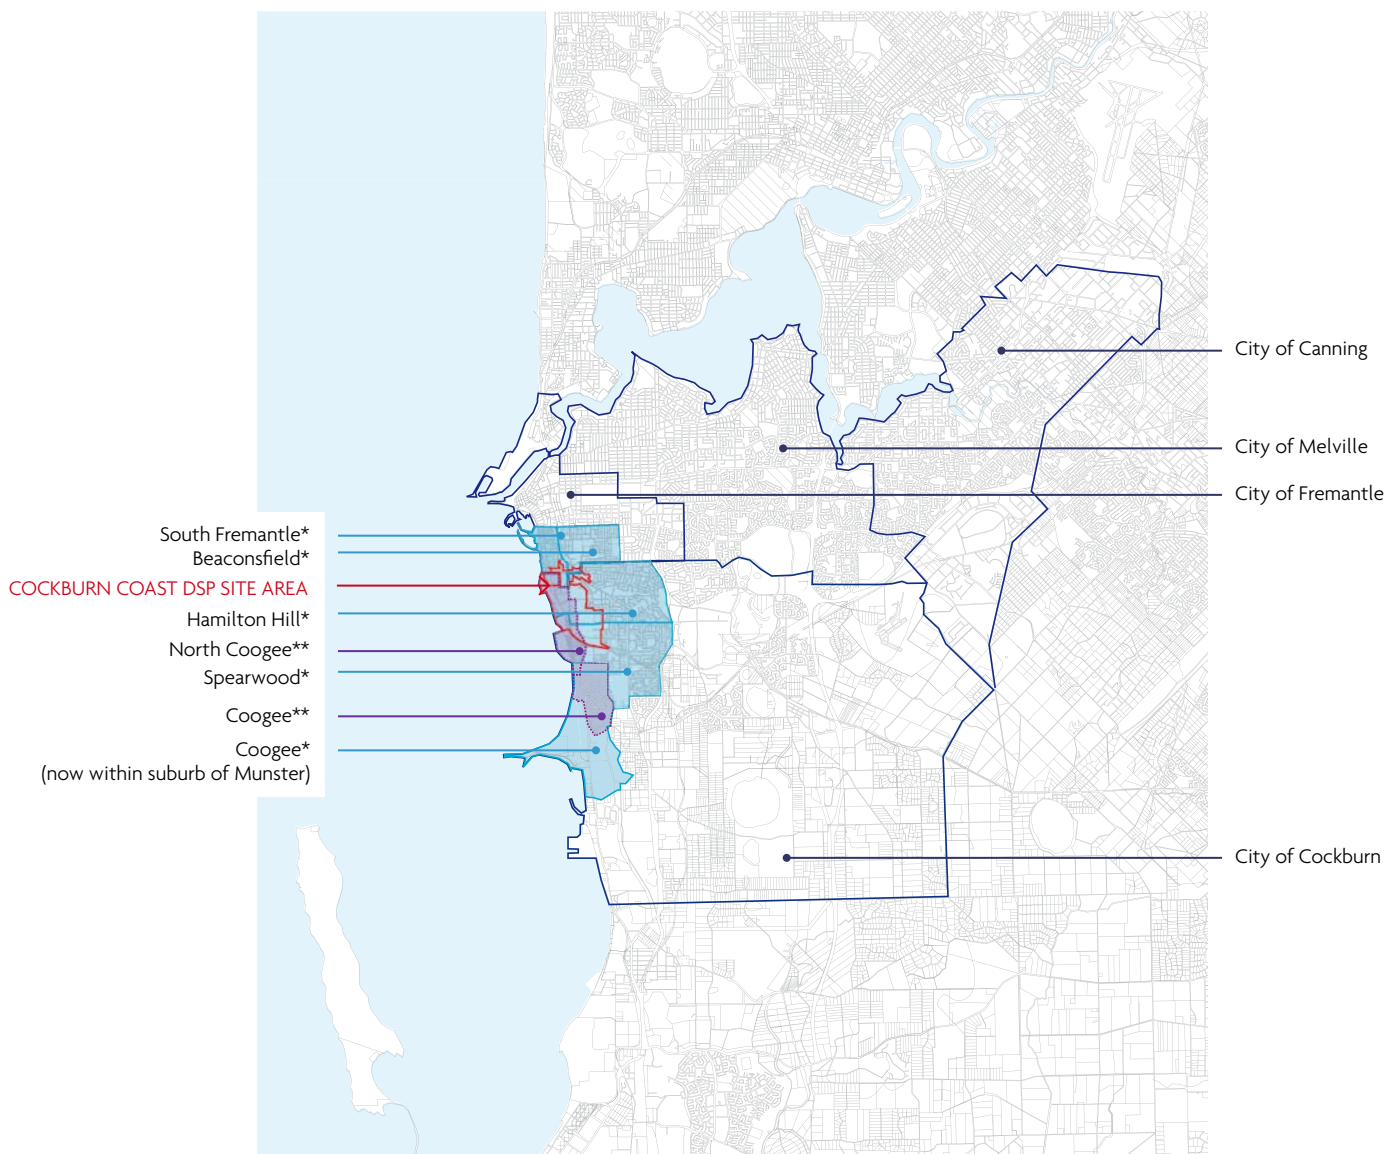 City of Canning
City of Melville
City of Fremantle
South Fremantle*
Beaconsfield*
COCKBURN COAST DSP SITE AREA
Hamilton Hill*
North Coogee**
Spearwood*
Coogee**
Coogee*
(now within suburb of Munster)
City of Cockburn